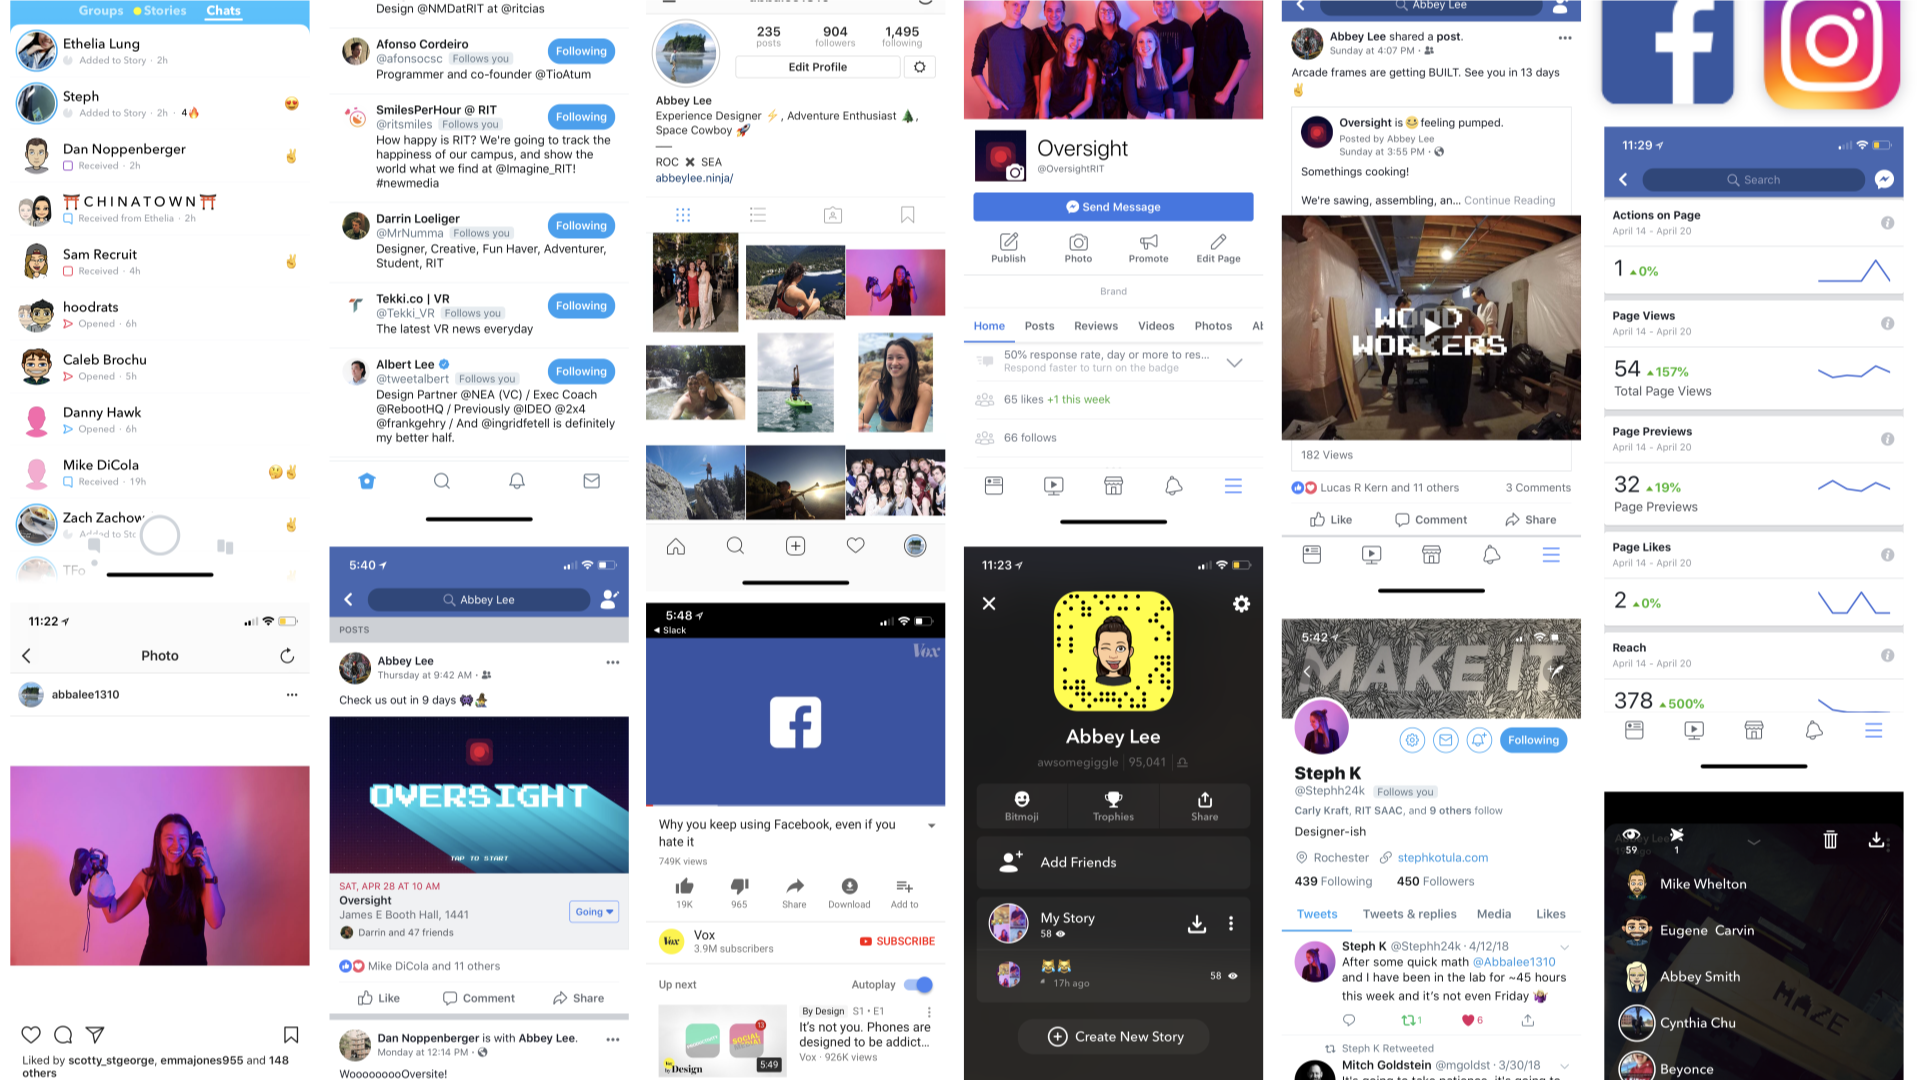 Groups Stories Chats
Ethelia Lung
Added to Story · 2h
Steph
Added to Story · 2h · 4🔥
Dan Noppenberger
Received · 2h
⛩️ C H I N A T O W N ⛩️
Received from Ethelia · 2h
Sam Recruit
Received · 4h
hoodrats
Opened · 6h
Caleb Brochu
Opened · 5h
Danny Hawk
Opened · 6h
Mike DiCola
Received · 19h
Zach Zachow
Added to Sto
TFo
11:22
Photo
abbalee1310
Liked by scotty_stgeorge, emmajones955 and 148
others
Design @NMDatRIT at @ritcias
Afonso Cordeiro
Following
@afonsocsc Follows you
Programmer and co-founder @TioAtum
SmilesPerHour @ RIT
Following
@ritsmiles Follows you
How happy is RIT? We're going to track the
happiness of our campus, and show the
world what we find at @Imagine_RIT!
#newmedia
Darrin Loeliger
Following
@MrNumma Follows you
Designer, Creative, Fun Haver, Adventurer,
Student, RIT
Tekki.co | VR
Following
@Tekki_VR Follows you
The latest VR news everyday
Albert Lee
Following
@tweetalbert Follows you
Design Partner @NEA (VC) / Exec Coach
@RebootHQ / Previously @IDEO @2x4
@frankgehry / And @ingridfetell is definitely
my better half.
5:40
Abbey Lee
POSTS
Abbey Lee
Thursday at 9:42 AM ·
Check us out in 9 days
OVERSIGHT
TAP TO START
SAT, APR 28 AT 10 AM
Oversight
James E Booth Hall, 1441
Going
Darrin and 47 friends
Mike DiCola and 11 others
Like Comment Share
Dan Noppenberger is with Abbey Lee.
Monday at 12:14 PM ·
WooooooooOversite!
235 904 1,495
posts followers following
Edit Profile
Abbey Lee
Experience Designer ⚡, Adventure Enthusiast 🌲,
Space Cowboy 🚀
ROC ✖ SEA
abbeylee.ninja/
5:48
Slack
Vox
Why you keep using Facebook, even if you
hate it
749K views
19K 965 Share Download Add to
Vox
Vox
3.9M subscribers
SUBSCRIBE
Up next
Autoplay
By Design S1 · E1
It's not you. Phones are
designed to be addict...
Vox · 926K views
by Design
5:49
Oversight
@OversightRIT
Send Message
Publish Photo Promote Edit Page
Brand
Home Posts Reviews Videos Photos
50% response rate, day or more to res...
Respond faster to turn on the badge
65 likes +1 this week
66 follows
11:23
Abbey Lee
awsomegiggle | 95,041 |
Bitmoji Trophies Share
Add Friends
My Story
58
58
17h ago
Create New Story
Abbey Lee
Abbey Lee shared a post.
Sunday at 4:07 PM ·
Arcade frames are getting BUILT. See you in 13 days
✌️
Oversight is 😄 feeling pumped.
Posted by Abbey Lee
Sunday at 3:55 PM ·
Somethings cooking!
We're sawing, assembling, an... Continue Reading
WOOD
WORKERS
182 Views
Lucas R Kern and 11 others
3 Comments
Like Comment Share
5:42
MAKE IT
Following
Steph K
@Stephh24k Follows you
Carly Kraft, RIT SAAC, and 9 others follow
Designer-ish
Rochester stephkotula.com
439 Following 450 Followers
Tweets Tweets & replies Media Likes
Steph K @Stephh24k · 4/12/18
After some quick math @Abbalee1310
and I have been in the lab for ~45 hours
this week and it's not even Friday
1 6
Steph K Retweeted
Mitch Goldstein @mgoldst · 3/30/18
11:29
Search
Actions on Page
April 14 - April 20
1 0%
Page Views
April 14 - April 20
54 157%
Total Page Views
Page Previews
April 14 - April 20
32 19%
Page Previews
Page Likes
April 14 - April 20
2 0%
Reach
April 14 - April 20
378 500%
59 1
Mike Whelton
Eugene Carvin
Abbey Smith
Cynthia Chu
Beyonce
MAZE